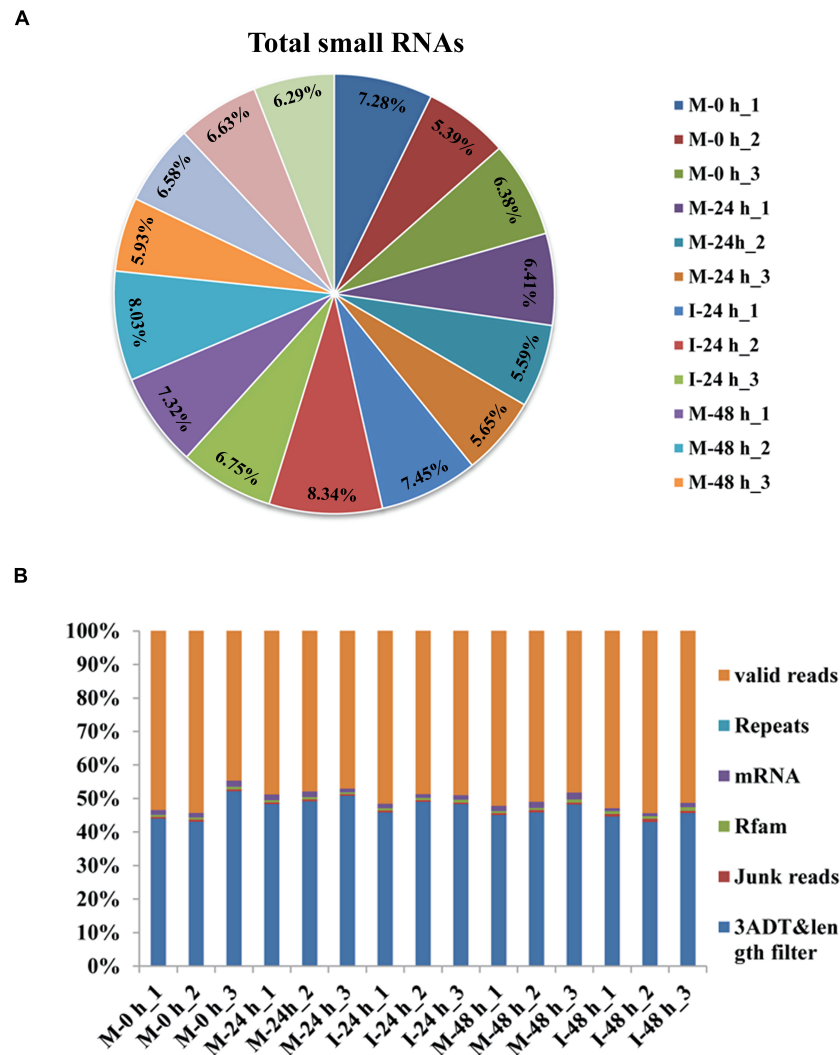 A
Total small RNAs
7.28%
5.39%
6.38%
6.41%
5.59%
5.65%
7.45%
8.34%
6.75%
7.32%
8.03%
5.93%
6.58%
6.63%
6.29%
M-0 h_1
M-0 h_2
M-0 h_3
M-24 h_1
M-24h_2
M-24 h_3
I-24 h_1
I-24 h_2
I-24 h_3
M-48 h_1
M-48 h_2
M-48 h_3
B
100%
90%
80%
70%
60%
50%
40%
30%
20%
10%
0%
M-0 h_1
M-0 h_2
M-0 h_3
M-24 h_1
M-24h_2
M-24 h_3
I-24 h_1
I-24 h_2
I-24 h_3
M-48 h_1
M-48 h_2
M-48 h_3
I-48 h_1
I-48 h_2
I-48 h_3
valid reads
Repeats
mRNA
Rfam
Junk reads
3ADT&len
gth filter